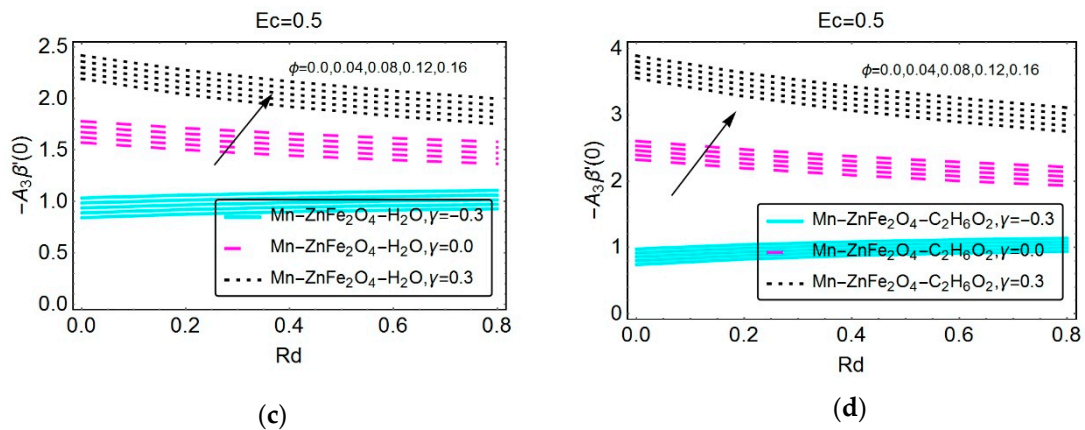 Ec=0.5
−A₃β′(0)
2.5
2.0
1.5
1.0
0.5
0.0
ϕ=0.0,0.04,0.08,0.12,0.16
Mn−ZnFe₂O₄−H₂O,γ=−0.3
Mn−ZnFe₂O₄−H₂O,γ=0.0
Mn−ZnFe₂O₄−H₂O,γ=0.3
0.0 0.2 0.4 0.6 0.8
Rd
(c)
Ec=0.5
−A₃β′(0)
4
3
2
1
0
ϕ=0.0,0.04,0.08,0.12,0.16
Mn−ZnFe₂O₄−C₂H₆O₂,γ=−0.3
Mn−ZnFe₂O₄−C₂H₆O₂,γ=0.0
Mn−ZnFe₂O₄−C₂H₆O₂,γ=0.3
0.0 0.2 0.4 0.6 0.8
Rd
(d)